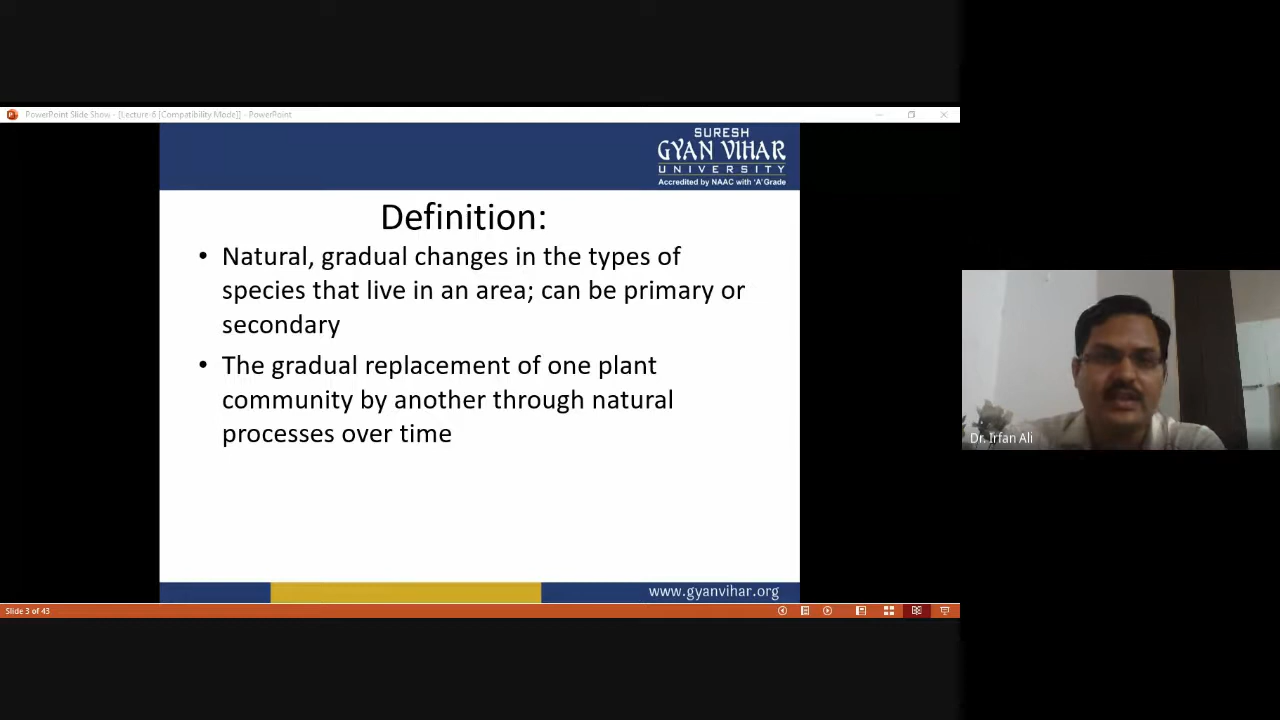 PowerPoint Slide Show - [Lecture-6 [Compatibility Mode]] - PowerPoint
SURESH
GYAN VIHAR
UNIVERSITY
Accredited by NAAC with 'A' Grade
Definition:
• Natural, gradual changes in the types of
species that live in an area; can be primary or
secondary
• The gradual replacement of one plant
community by another through natural
processes over time
Dr. Irfan Ali
www.gyanvihar.org
Slide 3 of 43